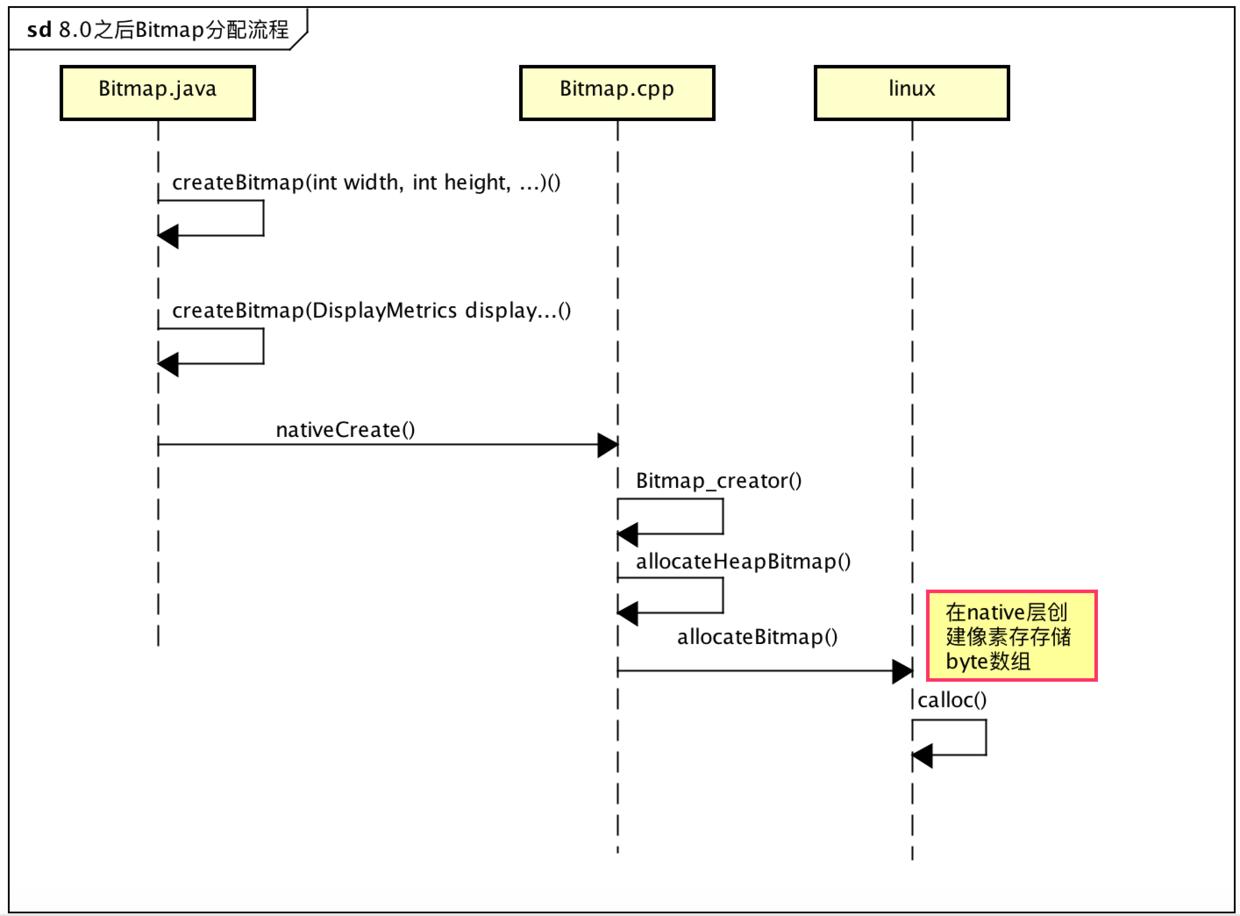 sd 8.0之后Bitmap分配流程
Bitmap.java
Bitmap.cpp
linux
createBitmap(int width, int height, ...)()
createBitmap(DisplayMetrics display...()
nativeCreate()
Bitmap_creator()
allocateHeapBitmap()
allocateBitmap()
在native层创
建像素存存储
byte数组
calloc()